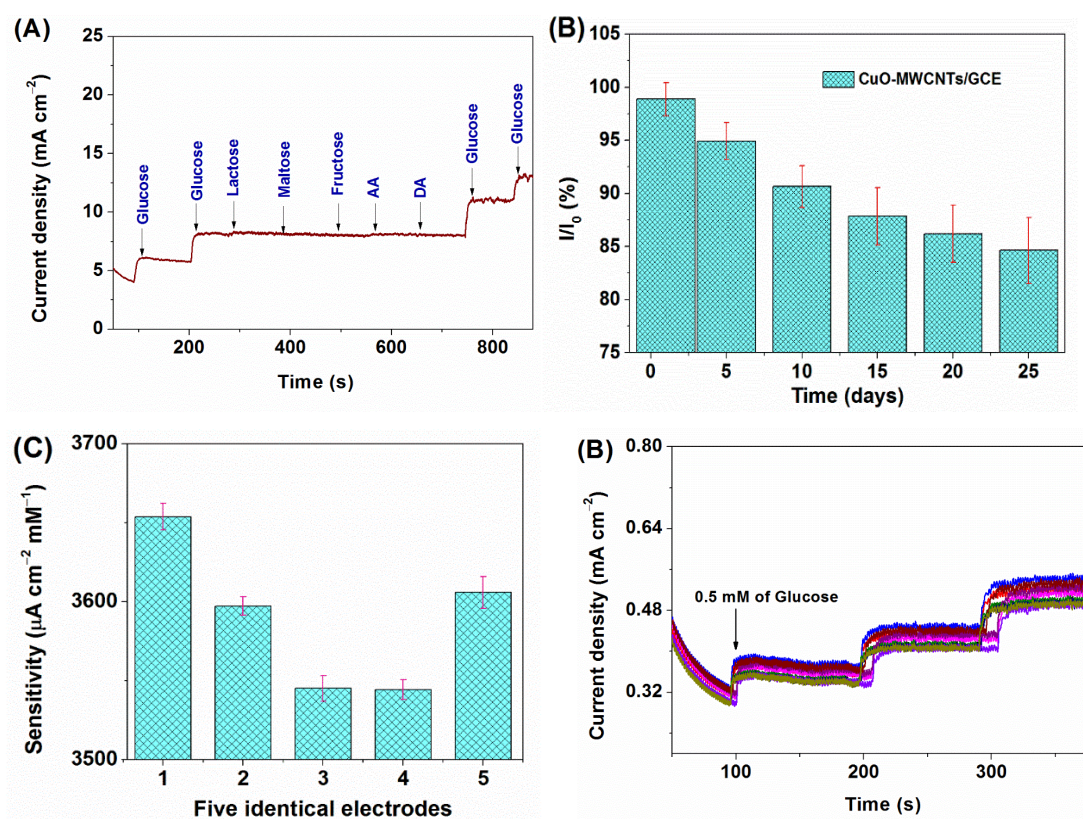 (A)
25
20
15
10
5
0
Current density (mA cm⁻²)
Glucose
Glucose
Lactose
Maltose
Fructose
AA
DA
Glucose
Glucose
200
400
600
800
Time (s)
(B)
105
100
95
90
85
80
75
I/I₀ (%)
CuO-MWCNTs/GCE
0
5
10
15
20
25
Time (days)
(C)
3700
3600
3500
Sensitivity (µA cm⁻² mM⁻¹)
1
2
3
4
5
Five identical electrodes
(B)
0.80
0.64
0.48
0.32
Current density (mA cm⁻²)
0.5 mM of Glucose
100
200
300
Time (s)